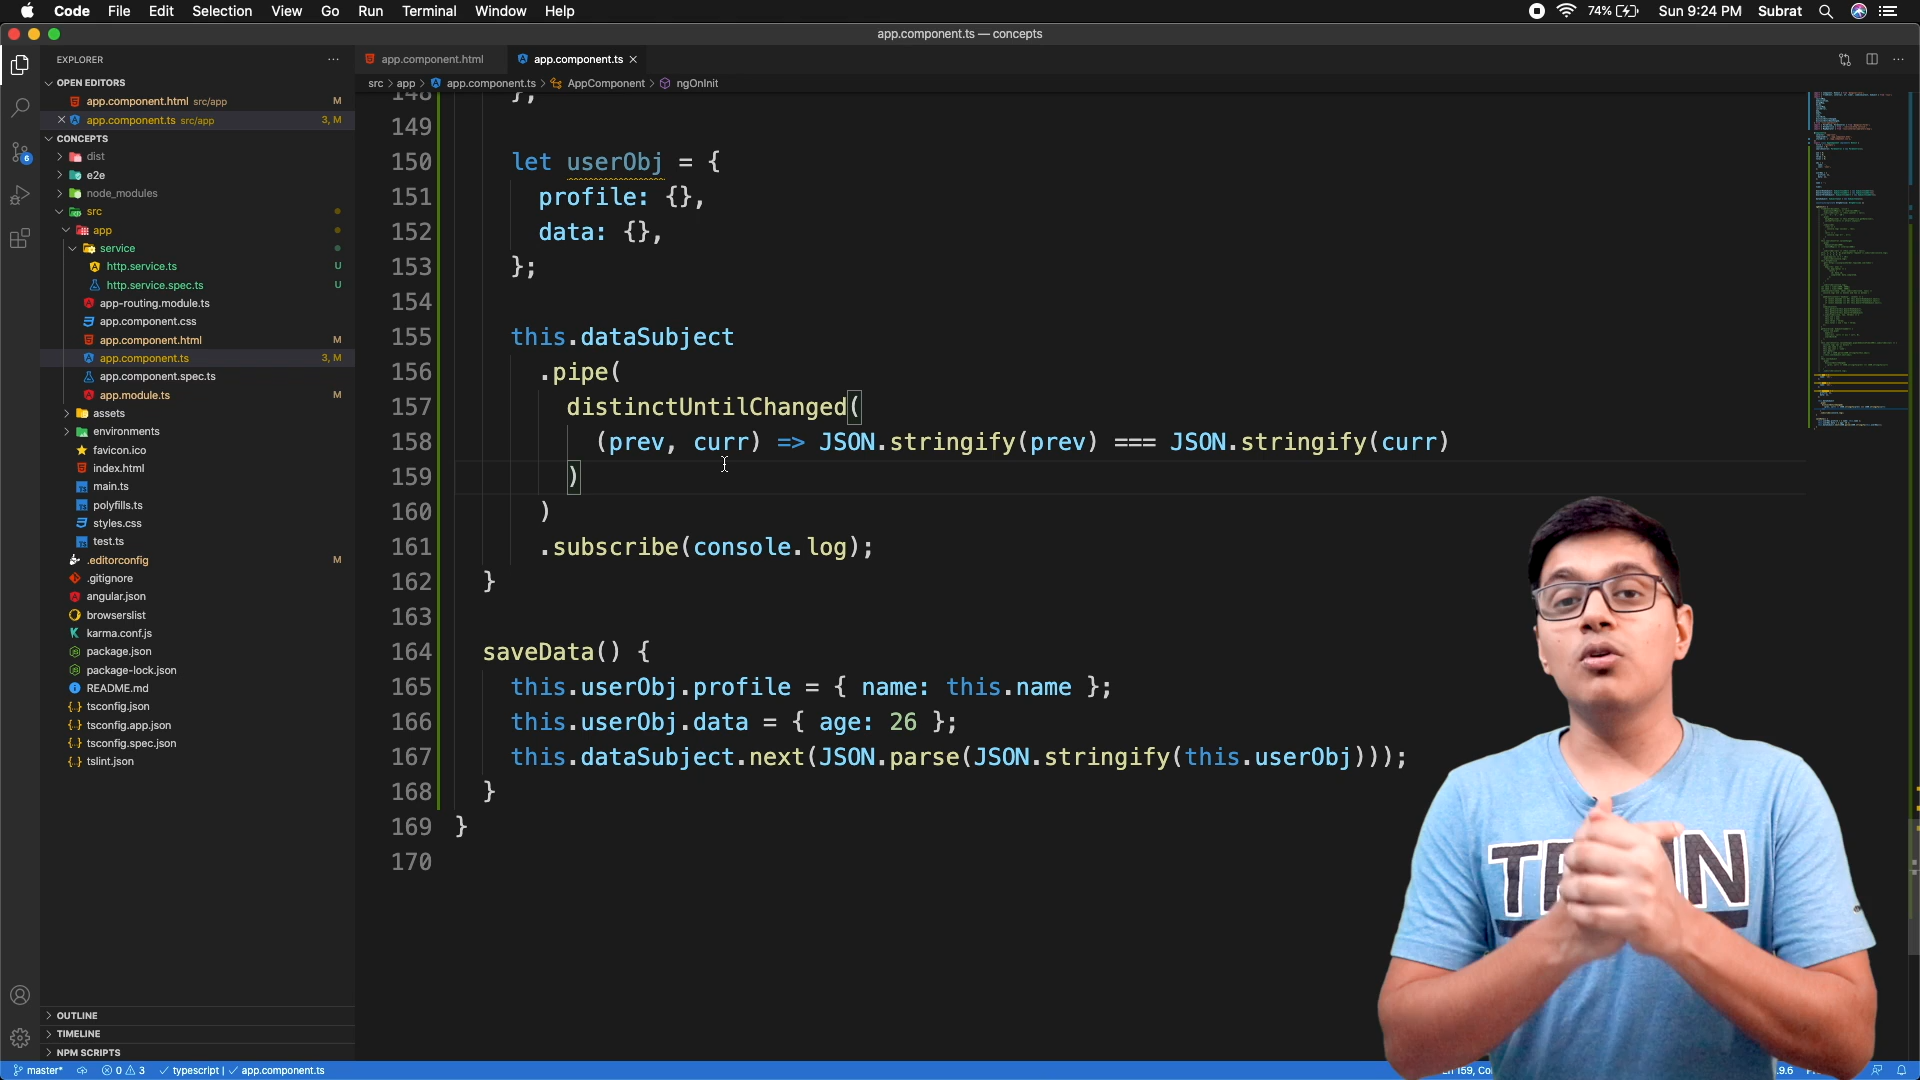 Code File Edit Selection View Go Run Terminal Window Help
74% Sun 9:24 PM Subrat
app.component.ts — concepts
EXPLORER
OPEN EDITORS
app.component.html src/app M
app.component.ts src/app 3, M
CONCEPTS
dist
e2e
node_modules
src
app
service
http.service.ts U
http.service.spec.ts U
app-routing.module.ts
app.component.css
app.component.html M
app.component.ts 3, M
app.component.spec.ts
app.module.ts M
assets
environments
favicon.ico
index.html
main.ts
polyfills.ts
styles.css
test.ts
.editorconfig M
.gitignore
angular.json
browserslist
karma.conf.js
package.json
package-lock.json
README.md
tsconfig.json
tsconfig.app.json
tsconfig.spec.json
tslint.json
OUTLINE
TIMELINE
NPM SCRIPTS
6
app.component.html app.component.ts
src > app > app.component.ts > AppComponent > ngOnInit
148 };
149
150 let userObj = {
151 profile: {},
152 data: {},
153 };
154
155 this.dataSubject
156 .pipe(
157 distinctUntilChanged(
158 (prev, curr) => JSON.stringify(prev) === JSON.stringify(curr)
159 )
160 )
161 .subscribe(console.log);
162 }
163
164 saveData() {
165 this.userObj.profile = { name: this.name };
166 this.userObj.data = { age: 26 };
167 this.dataSubject.next(JSON.parse(JSON.stringify(this.userObj)));
168 }
169 }
170
master* 0 3 typescript | app.component.ts